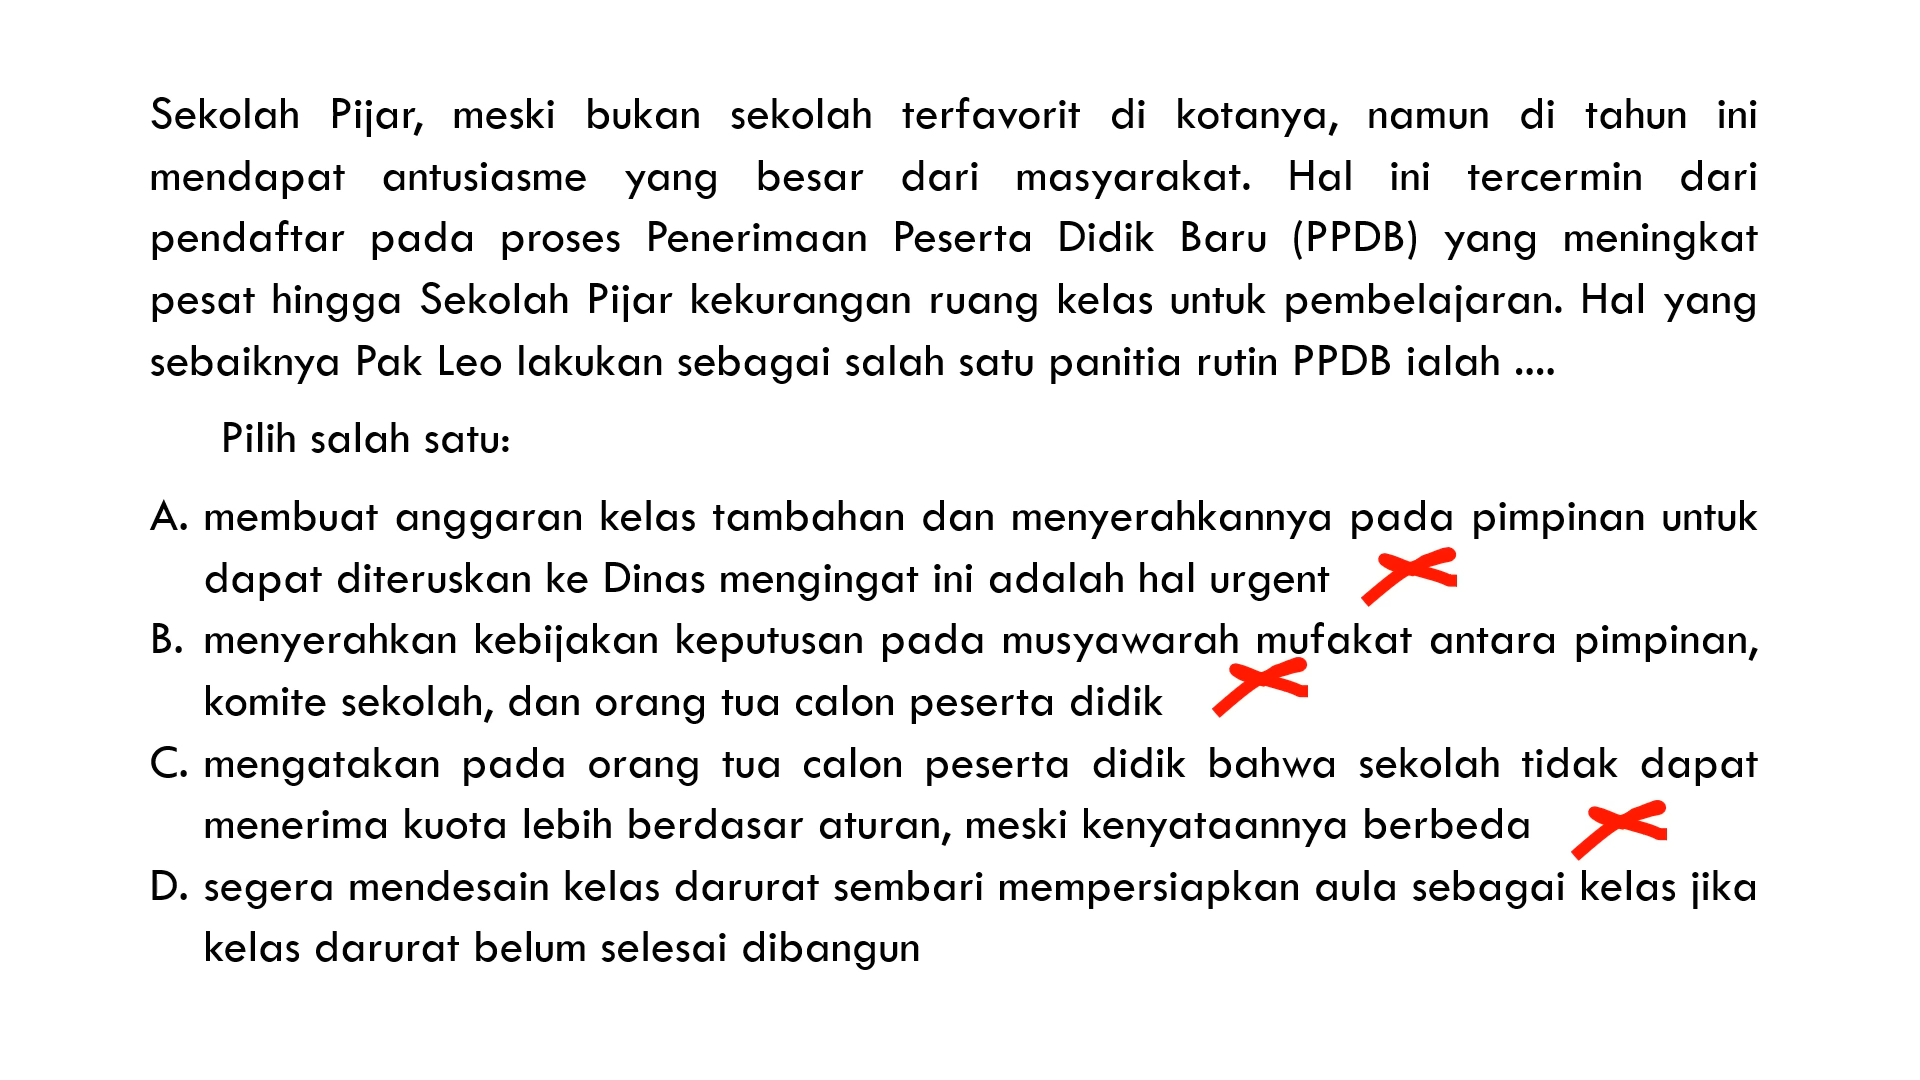 Sekolah Pijar, meski bukan sekolah terfavorit di kotanya, namun di tahun ini
mendapat antusiasme yang besar dari masyarakat. Hal ini tercermin dari
pendaftar pada proses Penerimaan Peserta Didik Baru (PPDB) yang meningkat
pesat hingga Sekolah Pijar kekurangan ruang kelas untuk pembelajaran. Hal yang
sebaiknya Pak Leo lakukan sebagai salah satu panitia rutin PPDB ialah ....
Pilih salah satu:
A. membuat anggaran kelas tambahan dan menyerahkannya pada pimpinan untuk
dapat diteruskan ke Dinas mengingat ini adalah hal urgent
B. menyerahkan kebijakan keputusan pada musyawarah mufakat antara pimpinan,
komite sekolah, dan orang tua calon peserta didik
C. mengatakan pada orang tua calon peserta didik bahwa sekolah tidak dapat
menerima kuota lebih berdasar aturan, meski kenyataannya berbeda
D. segera mendesain kelas darurat sembari mempersiapkan aula sebagai kelas jika
kelas darurat belum selesai dibangun